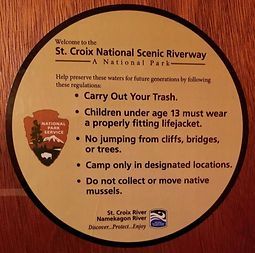 Welcome to the
St. Croix National Scenic Riverway
A National Park
Help preserve these waters for future generations by following
these regulations:
• Carry Out Your Trash.
• Children under age 13 must wear
a properly fitting lifejacket.
• No jumping from cliffs, bridges,
or trees.
• Camp only in designated locations.
• Do not collect or move native
mussels.
NATIONAL
PARK
SERVICE
St. Croix River
Namekagon River
Discover...Protect...Enjoy